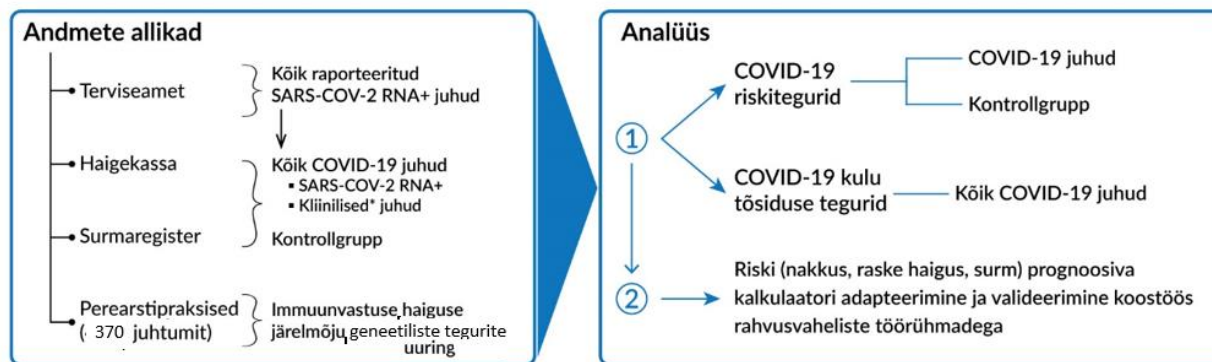 Andmete allikad
Terviseamet
Kõik raporteeritud
SARS-COV-2 RNA+ juhud
Haigekassa
Kõik COVID-19 juhud
▪ SARS-COV-2 RNA+
▪ Kliinilised* juhud
Surmaregister
Kontrollgrupp
Perearstipraksised
( 370 juhtumit)
Immuunvastuse, haiguse
järelmõju, geneetiliste tegurite
uuring
Analüüs
1
COVID-19
riskitegurid
COVID-19 juhud
Kontrollgrupp
COVID-19 kulu
tõsiduse tegurid
Kõik COVID-19 juhud
2
Riski (nakkus, raske haigus, surm) prognoosiva
kalkulaatori adapteerimine ja valideerimine koostöös
rahvusvaheliste töörühmadega